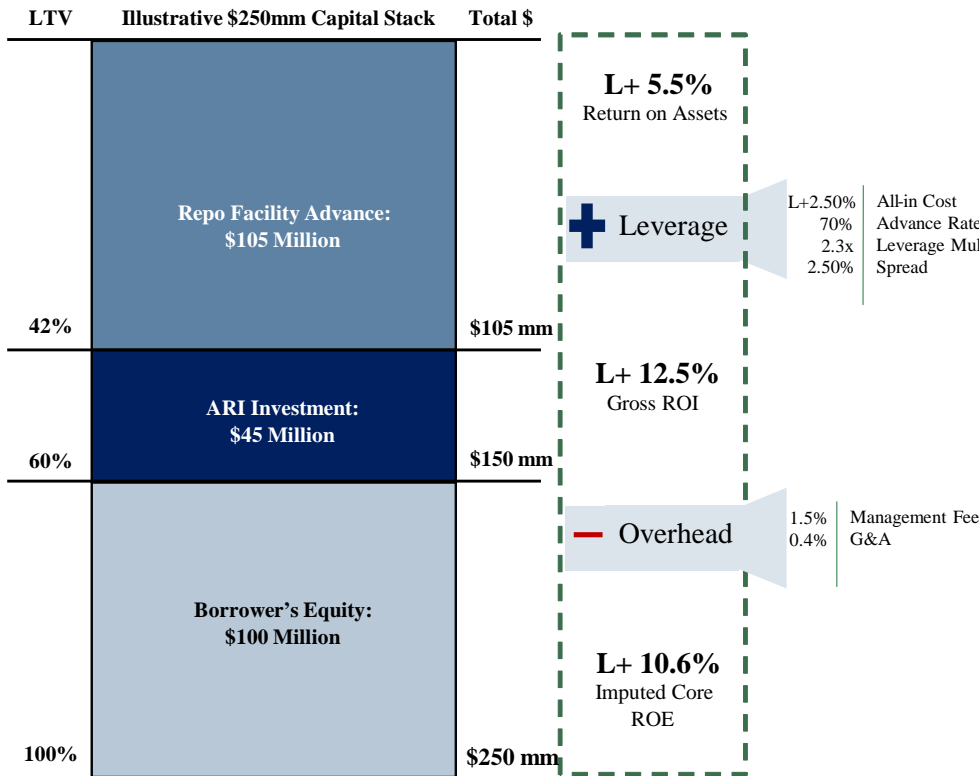 LTV Illustrative $250mm Capital Stack Total $
Repo Facility Advance:
$105 Million
42% $105 mm
ARI Investment:
$45 Million
60% $150 mm
Borrower’s Equity:
$100 Million
100% $250 mm
L+ 5.5%
Return on Assets
Leverage
L+2.50% All-in Cost
70% Advance Rate
2.3x Leverage Mul
2.50% Spread
L+ 12.5%
Gross ROI
Overhead
1.5% Management Fee
0.4% G&A
L+ 10.6%
Imputed Core
ROE